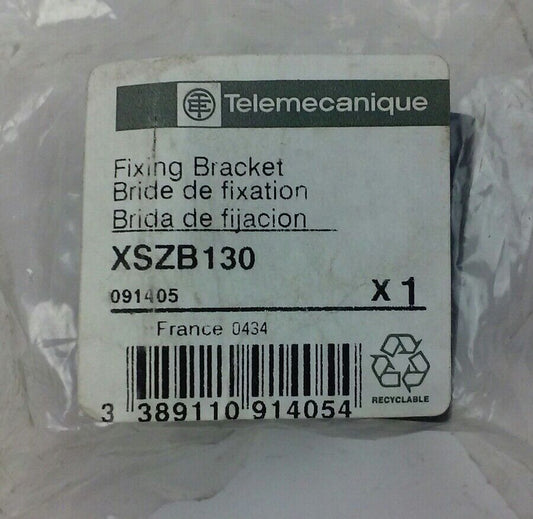 Telemecanique
Fixing Bracket
Bride de fixation
Brida de fijacion
XSZB130
091405 X 1
France 0434
3 389110 914054
RECYCLABLE